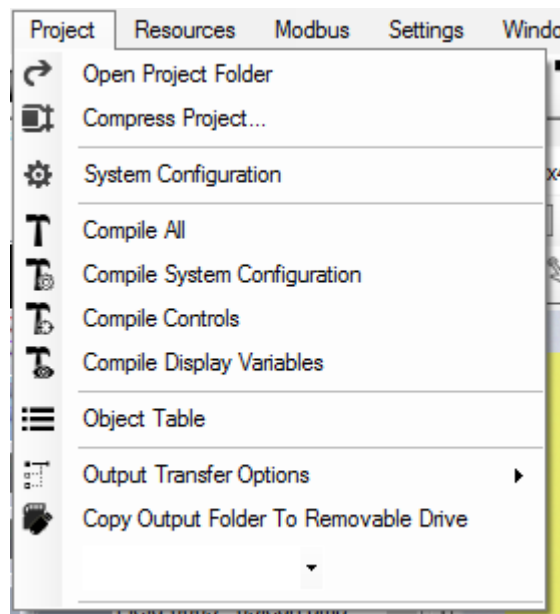 Project Resources Modbus Settings Windo
Open Project Folder
Compress Project...
System Configuration
Compile All
Compile System Configuration
Compile Controls
Compile Display Variables
Object Table
Output Transfer Options
Copy Output Folder To Removable Drive